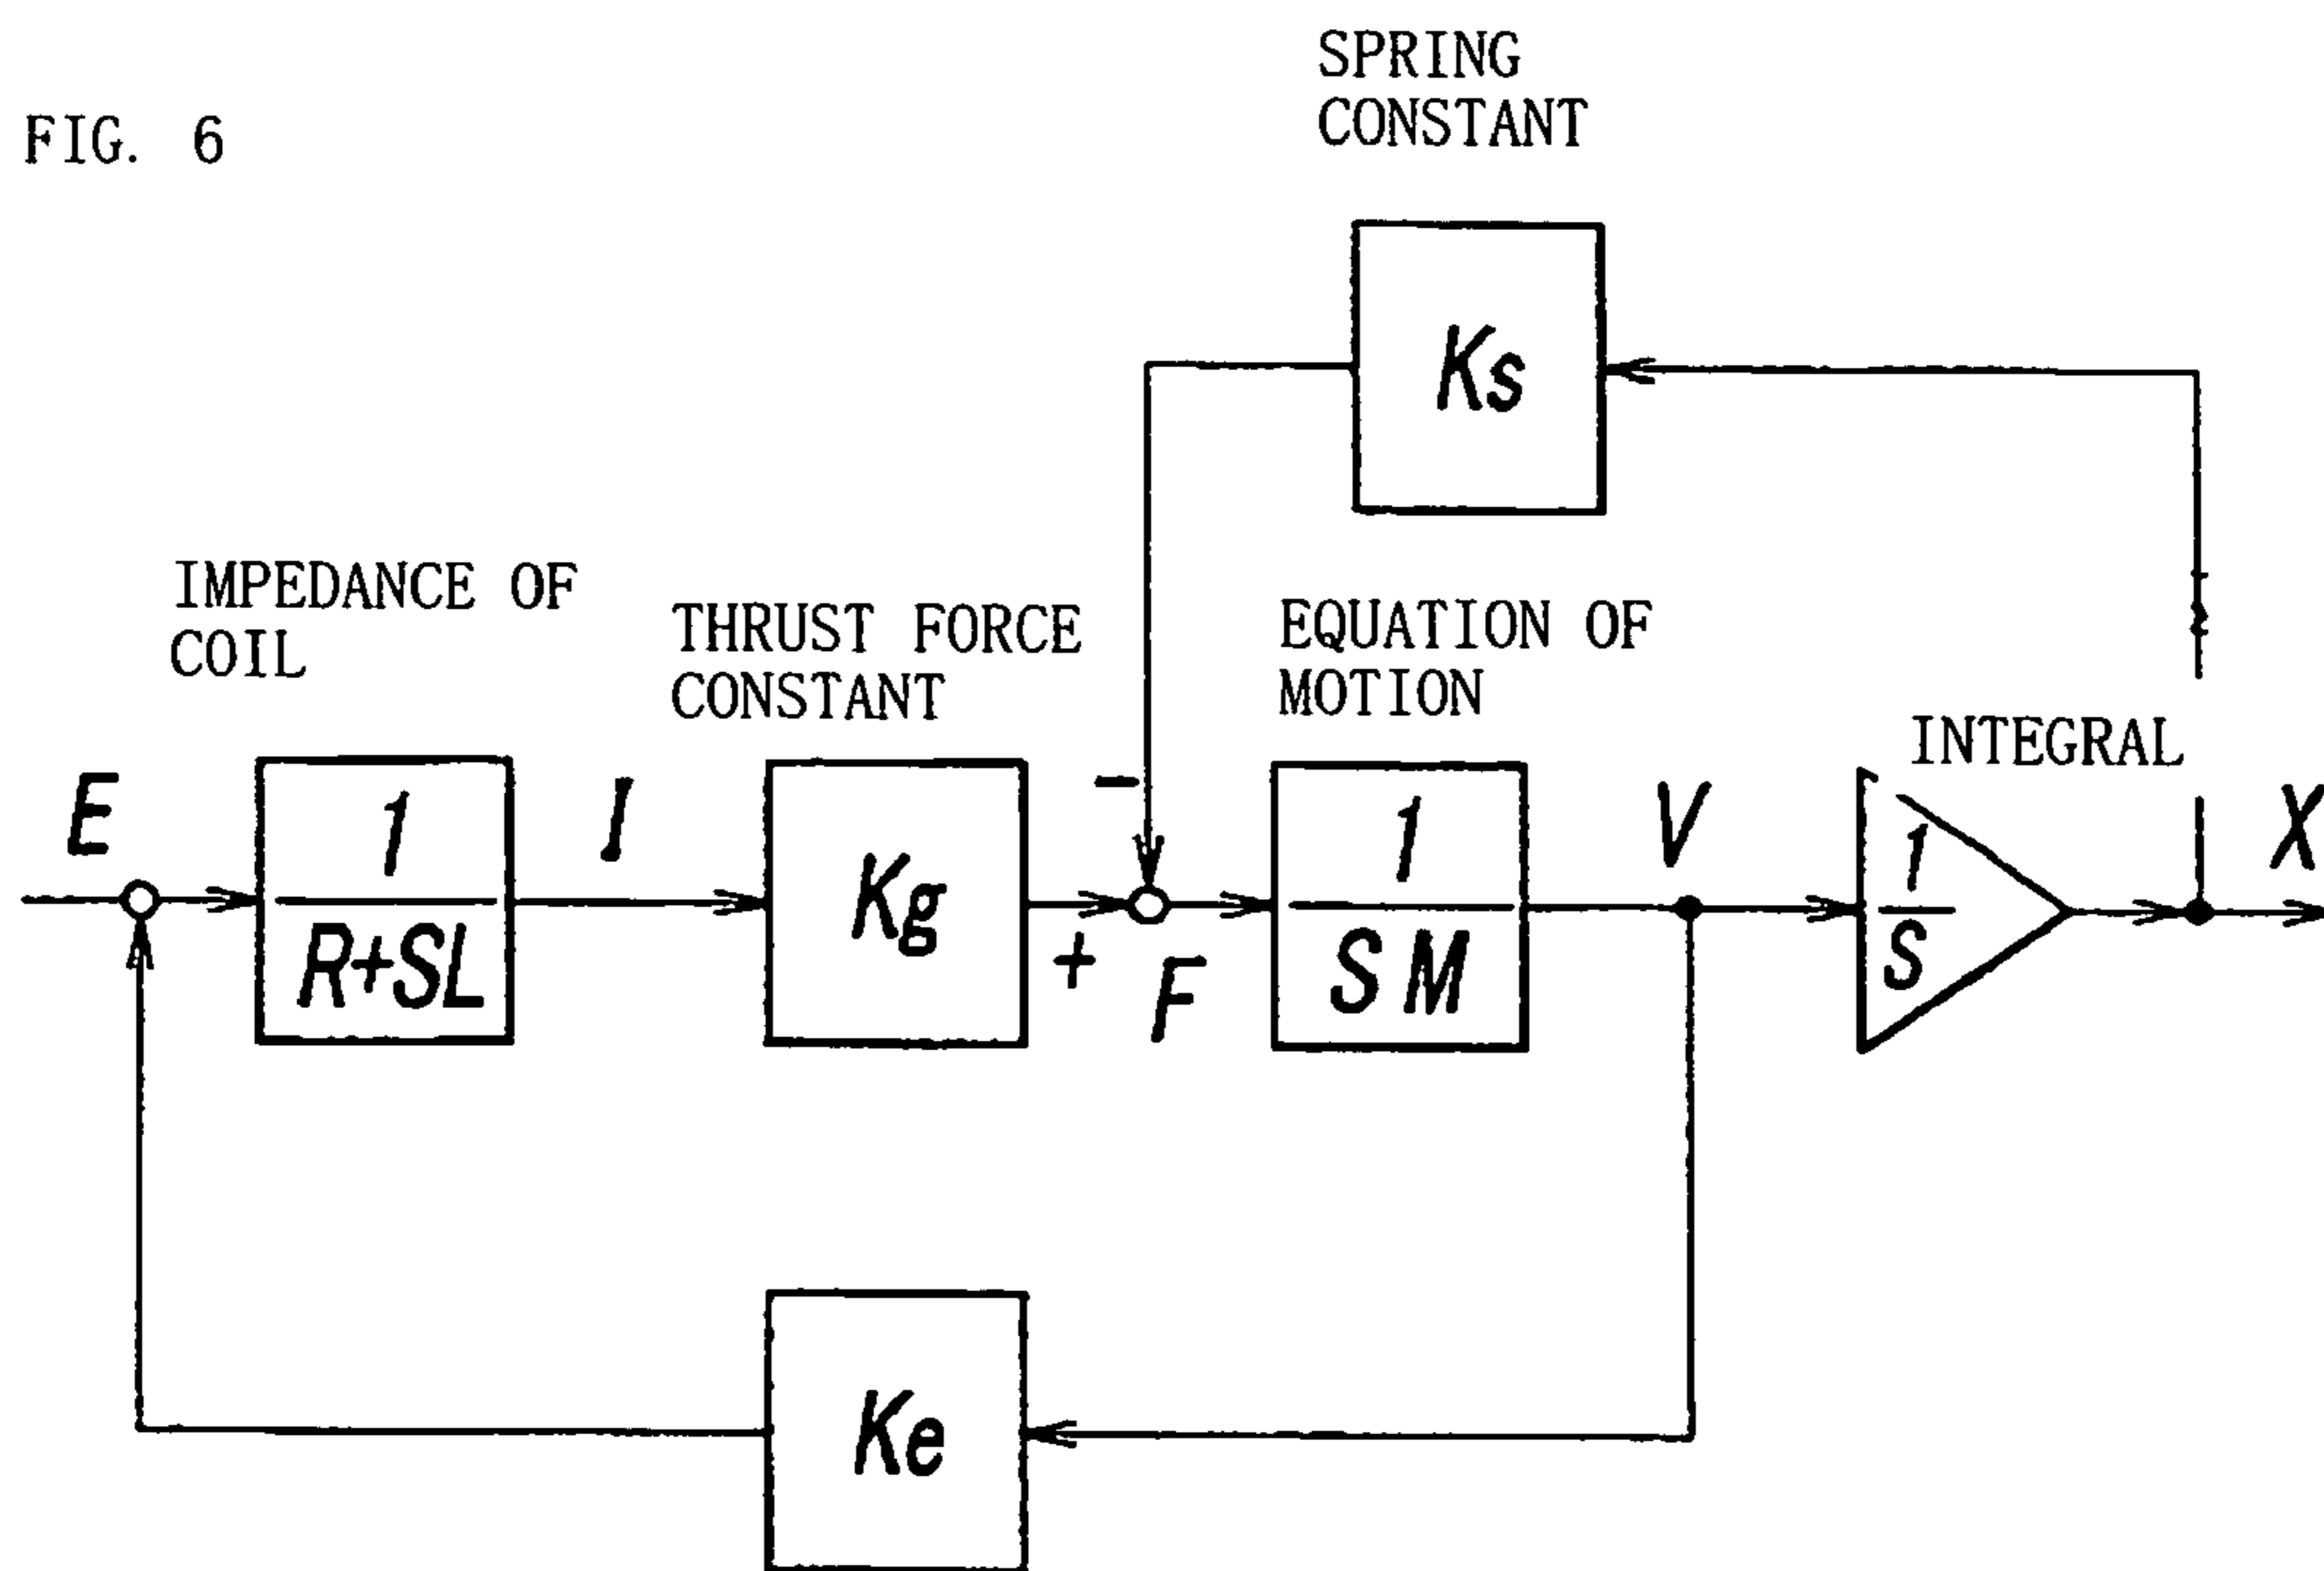 FIG. 6
SPRING
CONSTANT
Ks
IMPEDANCE OF
COIL
THRUST FORCE
CONSTANT
EQUATION OF
MOTION
INTEGRAL
E
1
R+SL
I
Kg
-
+
F
1
SM
V
1
S
X
Ke